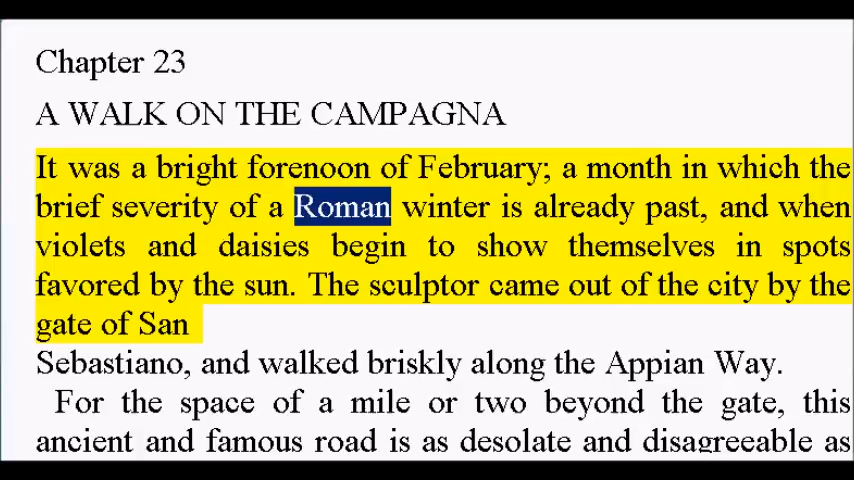 Chapter 23
A WALK ON THE CAMPAGNA
It was a bright forenoon of February; a month in which the
brief severity of a Roman winter is already past, and when
violets and daisies begin to show themselves in spots
favored by the sun. The sculptor came out of the city by the
gate of San
Sebastiano, and walked briskly along the Appian Way.
For the space of a mile or two beyond the gate, this
ancient and famous road is as desolate and disagreeable as